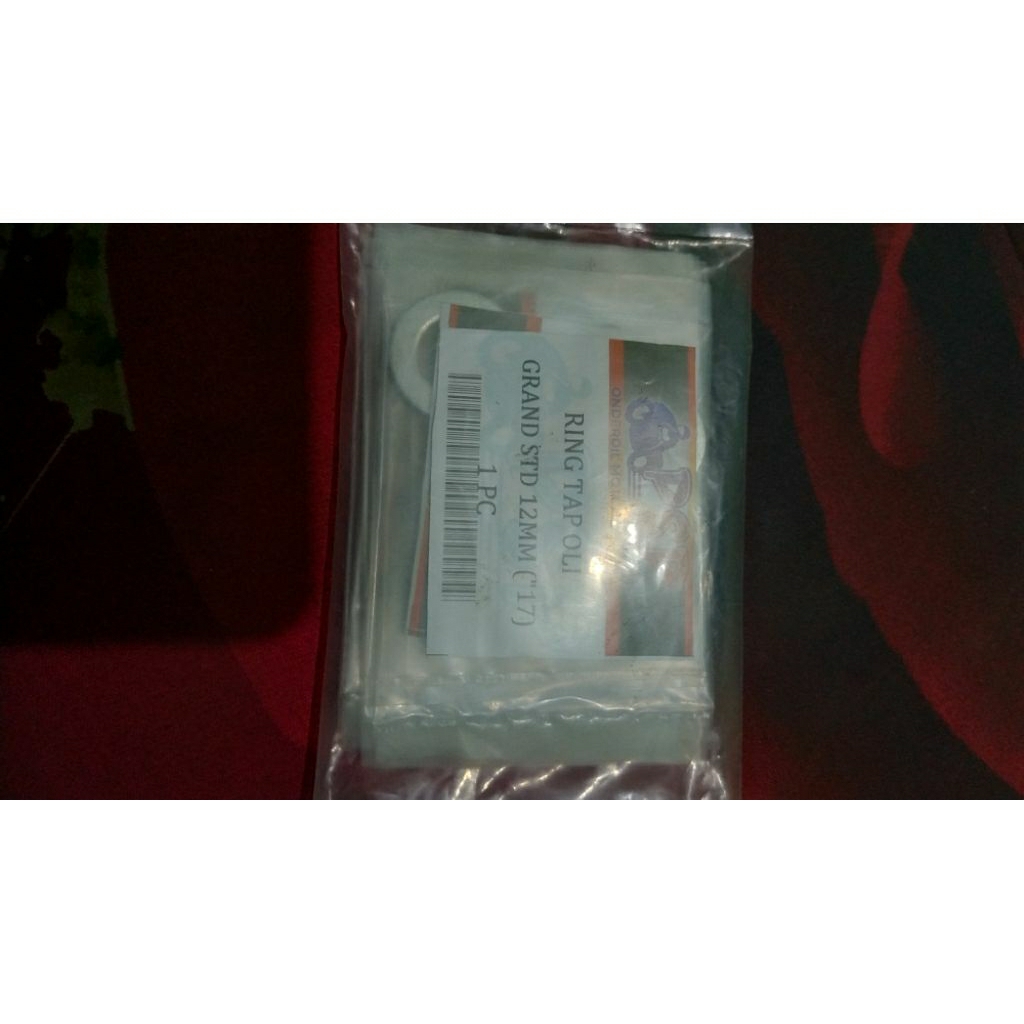 RING TAP OLI
GRAND STD 12MM ("17)
1 PC